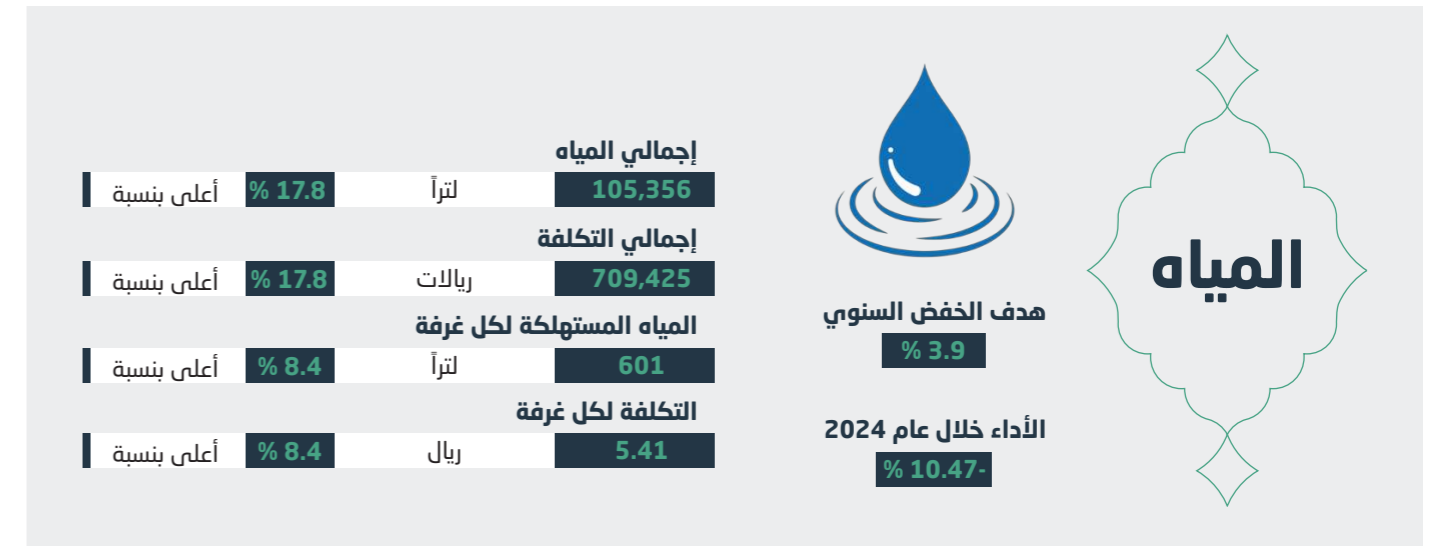 المياه
هدف الخفض السنوي
% 3.9
الأداء خلال عام 2024
% 10.47-
إجمالي المياه
105,356 لتراً % 17.8 أعلى بنسبة
إجمالي التكلفة
709,425 ريالات % 17.8 أعلى بنسبة
المياه المستهلكة لكل غرفة
601 لتراً % 8.4 أعلى بنسبة
التكلفة لكل غرفة
5.41 ريال % 8.4 أعلى بنسبة